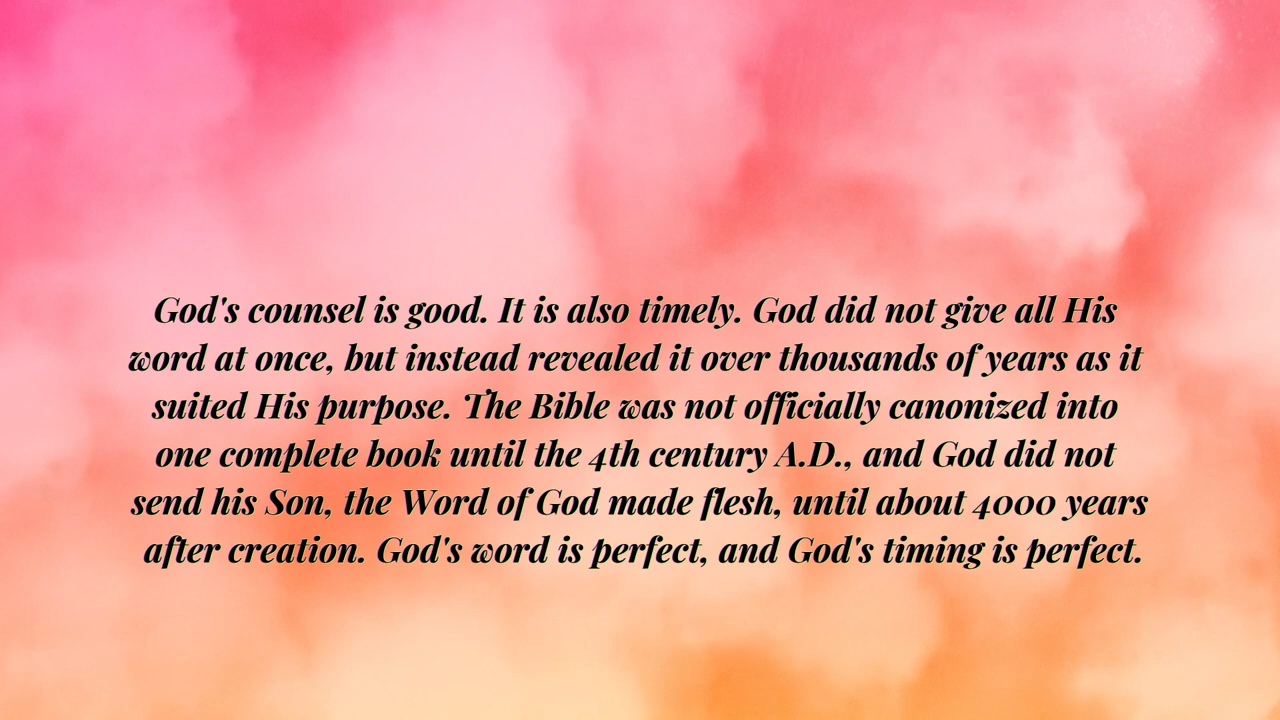 God's counsel is good. It is also timely. God did not give all His
word at once, but instead revealed it over thousands of years as it
suited His purpose. The Bible was not officially canonized into
one complete book until the 4th century A.D., and God did not
send his Son, the Word of God made flesh, until about 4000 years
after creation. God's word is perfect, and God's timing is perfect.